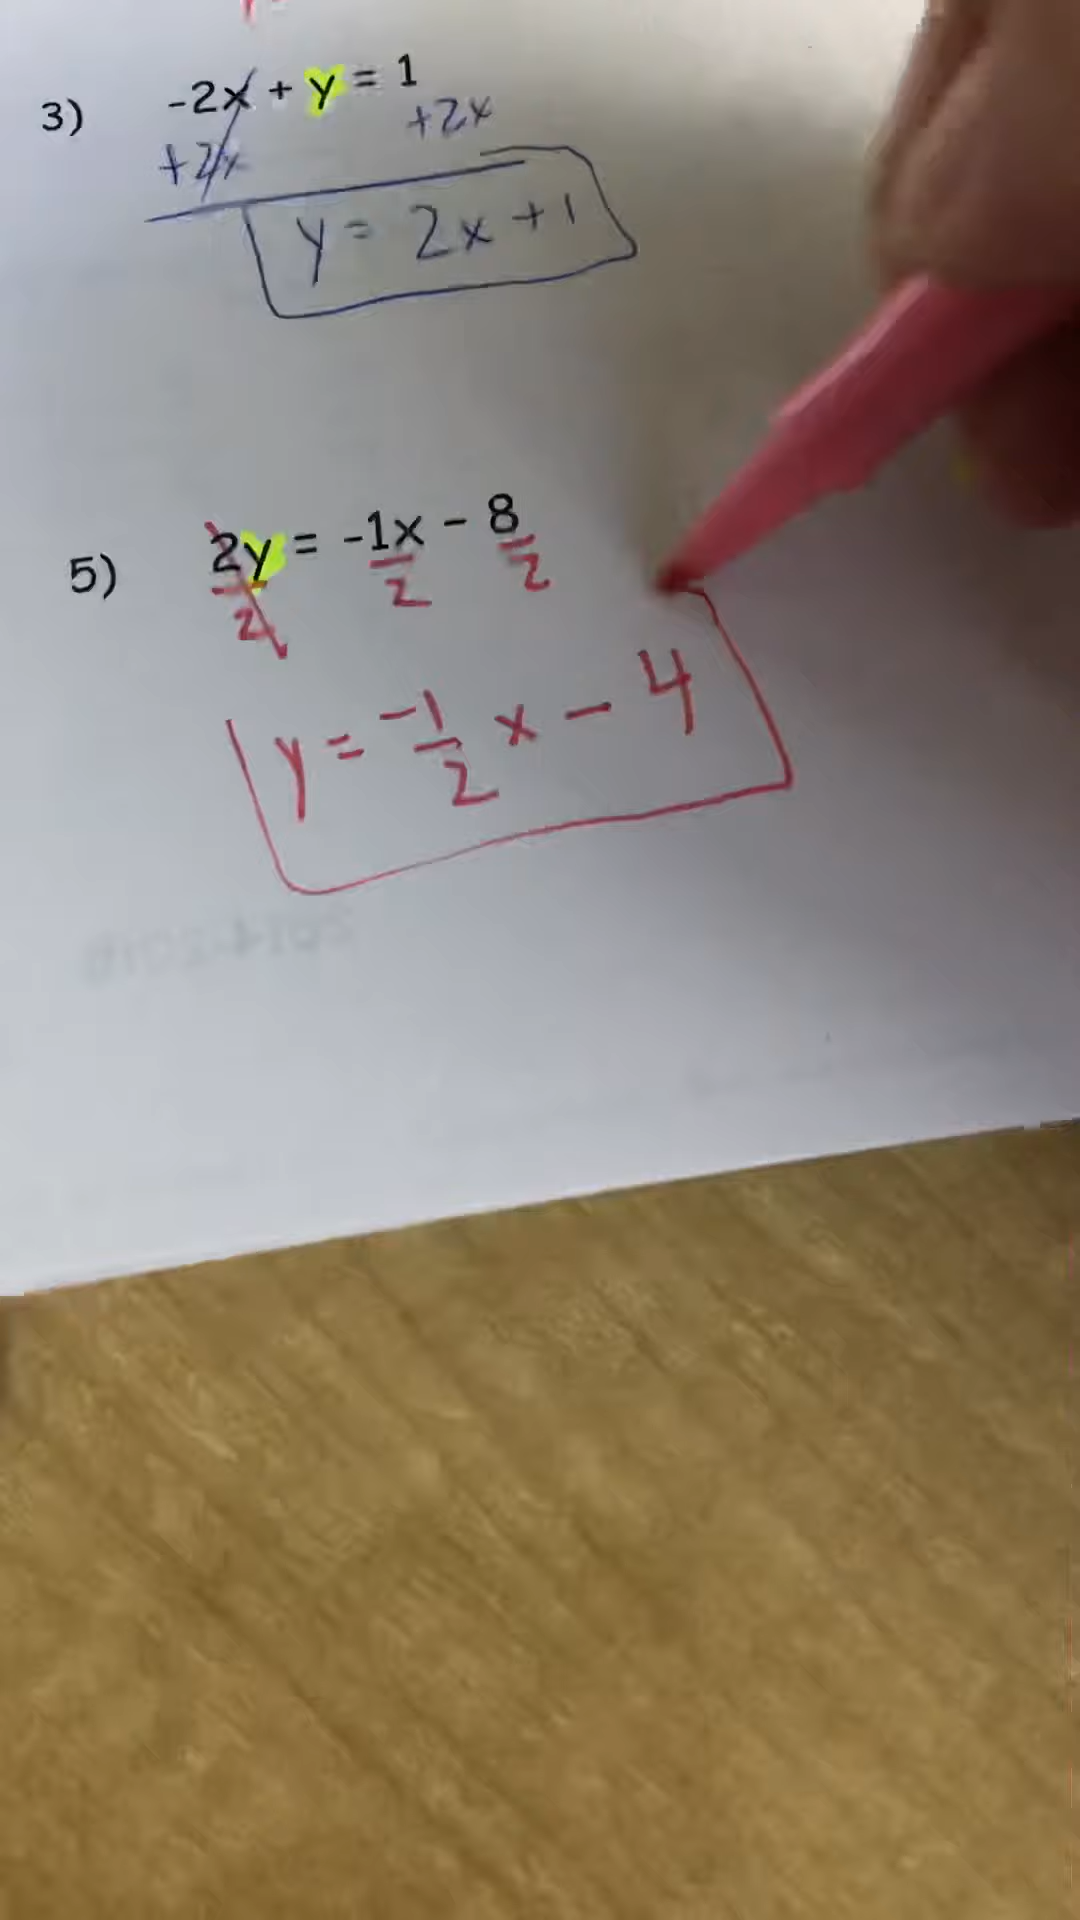 3) -2x + y = 1
+2x +2x
y = 2x + 1
5) 2y = -1x - 8
2 2 2
y = -1/2 x - 4